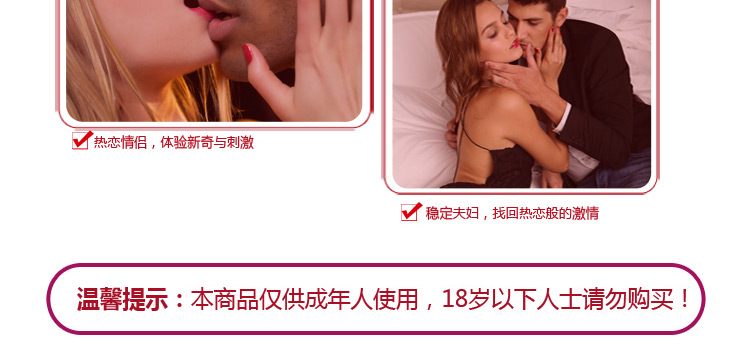 热恋情侣，体验新奇与刺激
稳定夫妇，找回热恋般的激情
温馨提示：本商品仅供成年人使用，18岁以下人士请勿购买！